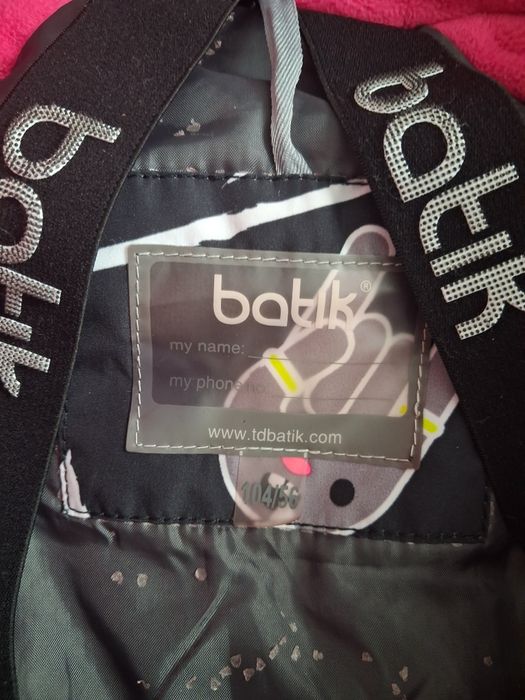 batik
batik
batik®
my name:
my phone no.:
www.tdbatik.com
104/56